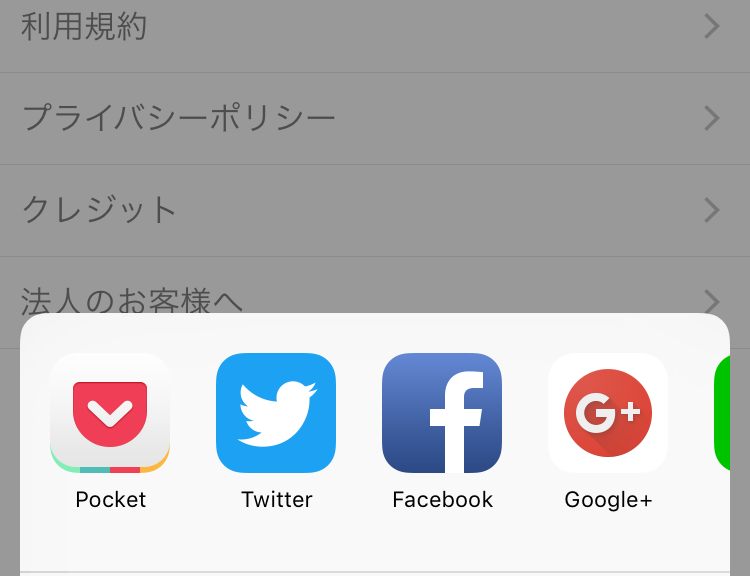 利用規約
プライバシーポリシー
クレジット
法人のお客様へ
G+
Pocket
Twitter
Facebook
Google+